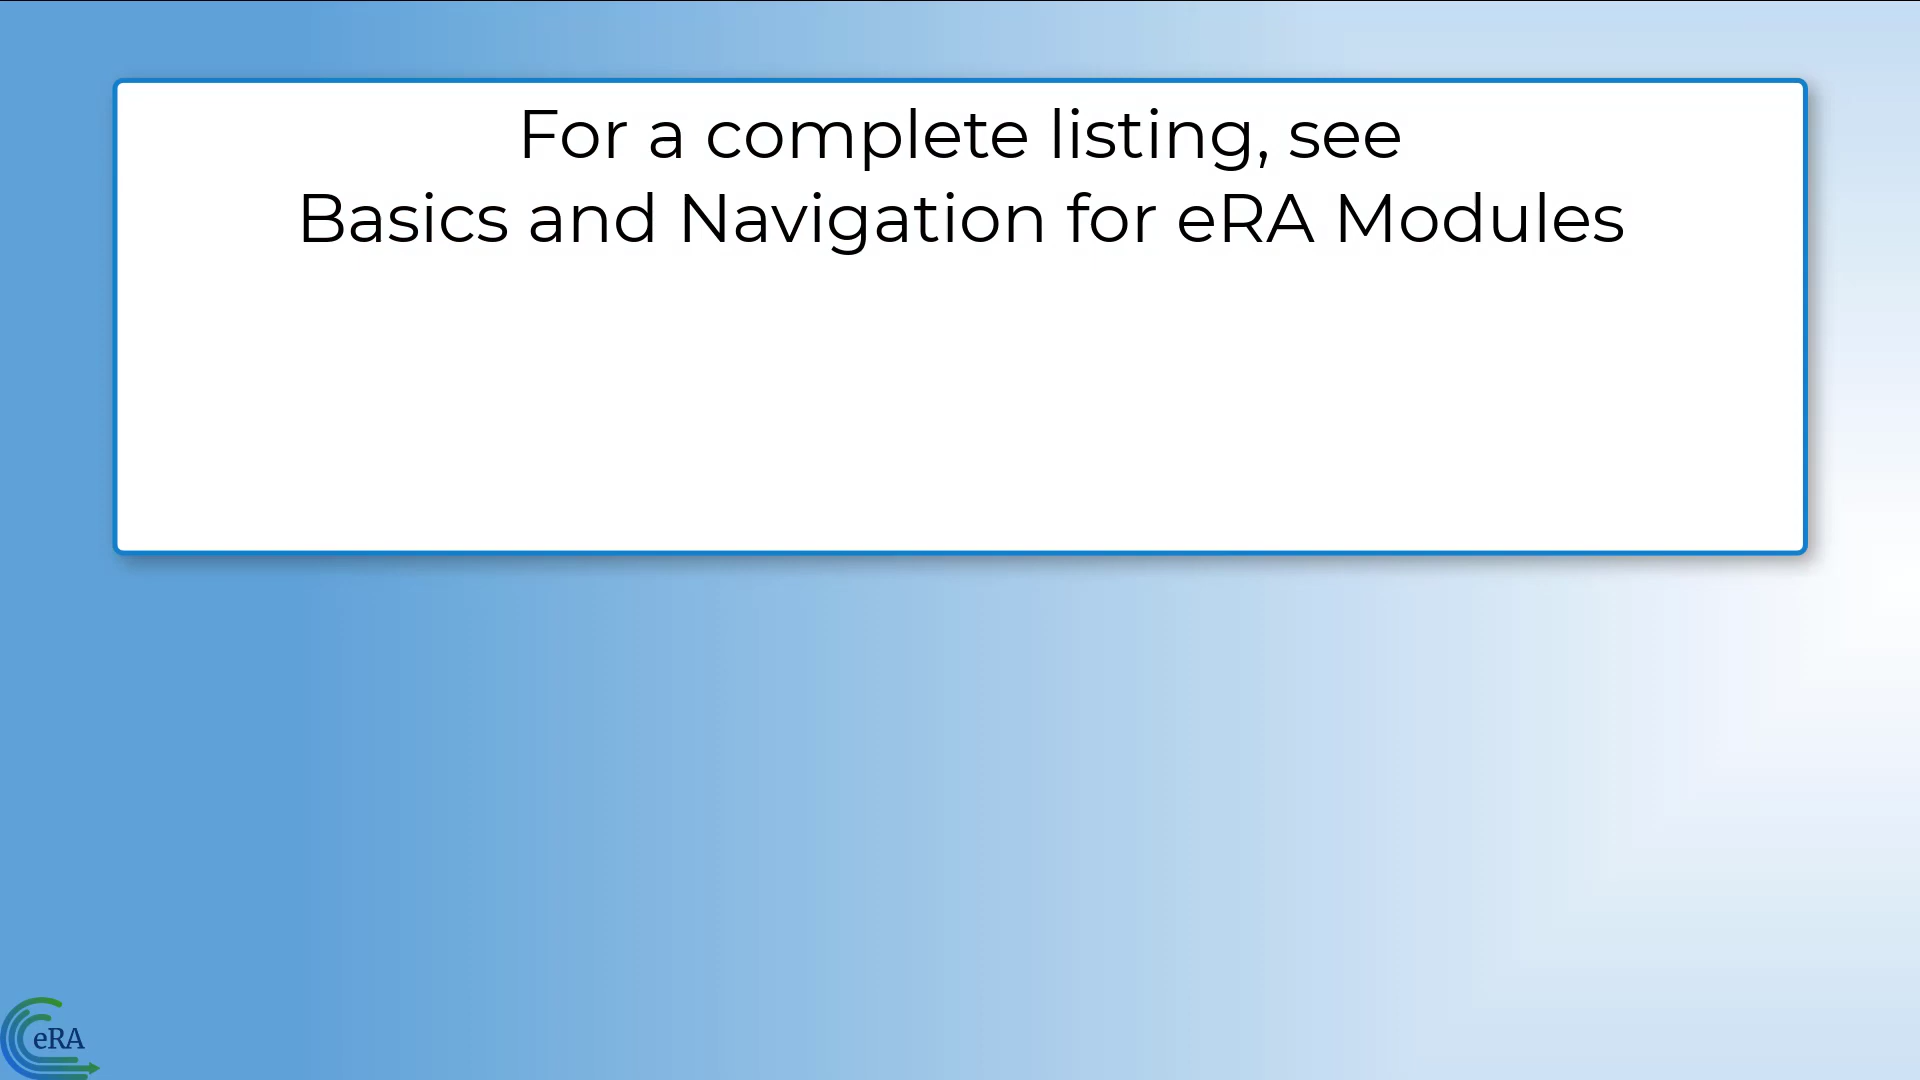 For a complete listing, see
Basics and Navigation for eRA Modules
eRA